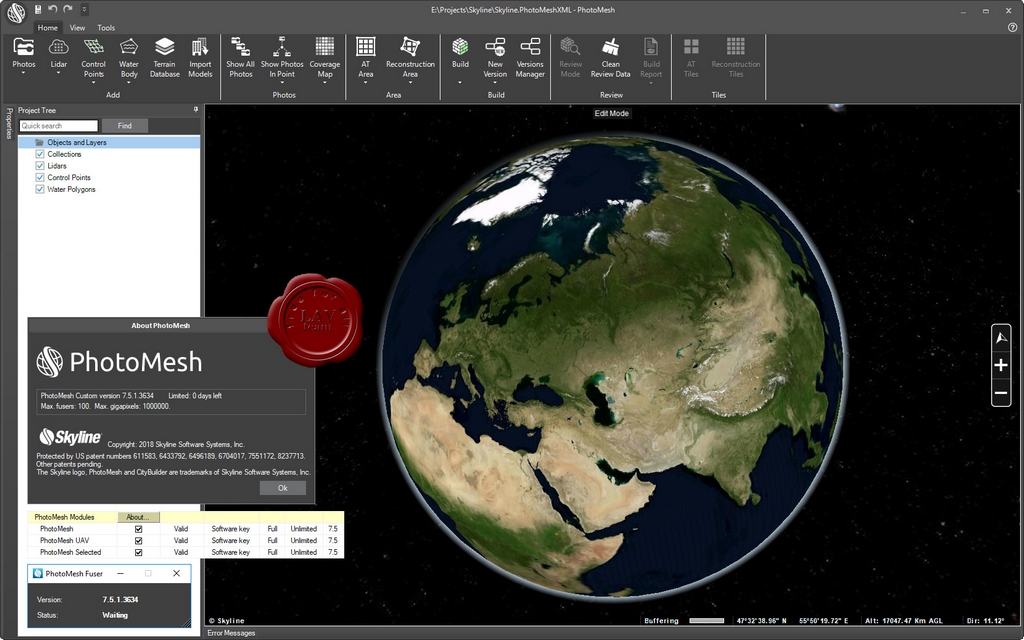 E:\Projects\Skyline\Skyline.PhotoMeshXML - PhotoMesh
Home View Tools
Photos Lidar Control Points Water Body Terrain Database Import Models Show All Photos Show Photos In Point Coverage Map AT Area Reconstruction Area Build New Version Versions Manager Review Mode Clean Review Data Build Report AT Tiles Reconstruction Tiles
Add Photos Area Build Review Tiles
Properties
Project Tree
Quick search Find
Objects and Layers
Collections
Lidars
Control Points
Water Polygons
Edit Mode
LAV
team
About PhotoMesh
PhotoMesh
PhotoMesh Custom version 7.5.1.3634 Limited: 0 days left
Max. fusers: 100. Max. gigapixels: 1000000.
Skyline Copyright: 2018 Skyline Software Systems, Inc.
Protected by US patent numbers 611583, 6433792, 6496189, 6704017, 7551172, 8237713.
Other patents pending.
The Skyline logo, PhotoMesh and CityBuilder are trademarks of Skyline Software Systems, Inc.
Ok
PhotoMesh Modules About...
PhotoMesh Valid Software key Full Unlimited 7.5
PhotoMesh UAV Valid Software key Full Unlimited 7.5
PhotoMesh Selected Valid Software key Full Unlimited 7.5
PhotoMesh Fuser
Version: 7.5.1.3634
Status: Waiting
© Skyline Buffering 47°32'38.96" N 55°50'19.72" E Alt: 17047.47 Km AGL Dir: 11.12°
Error Messages